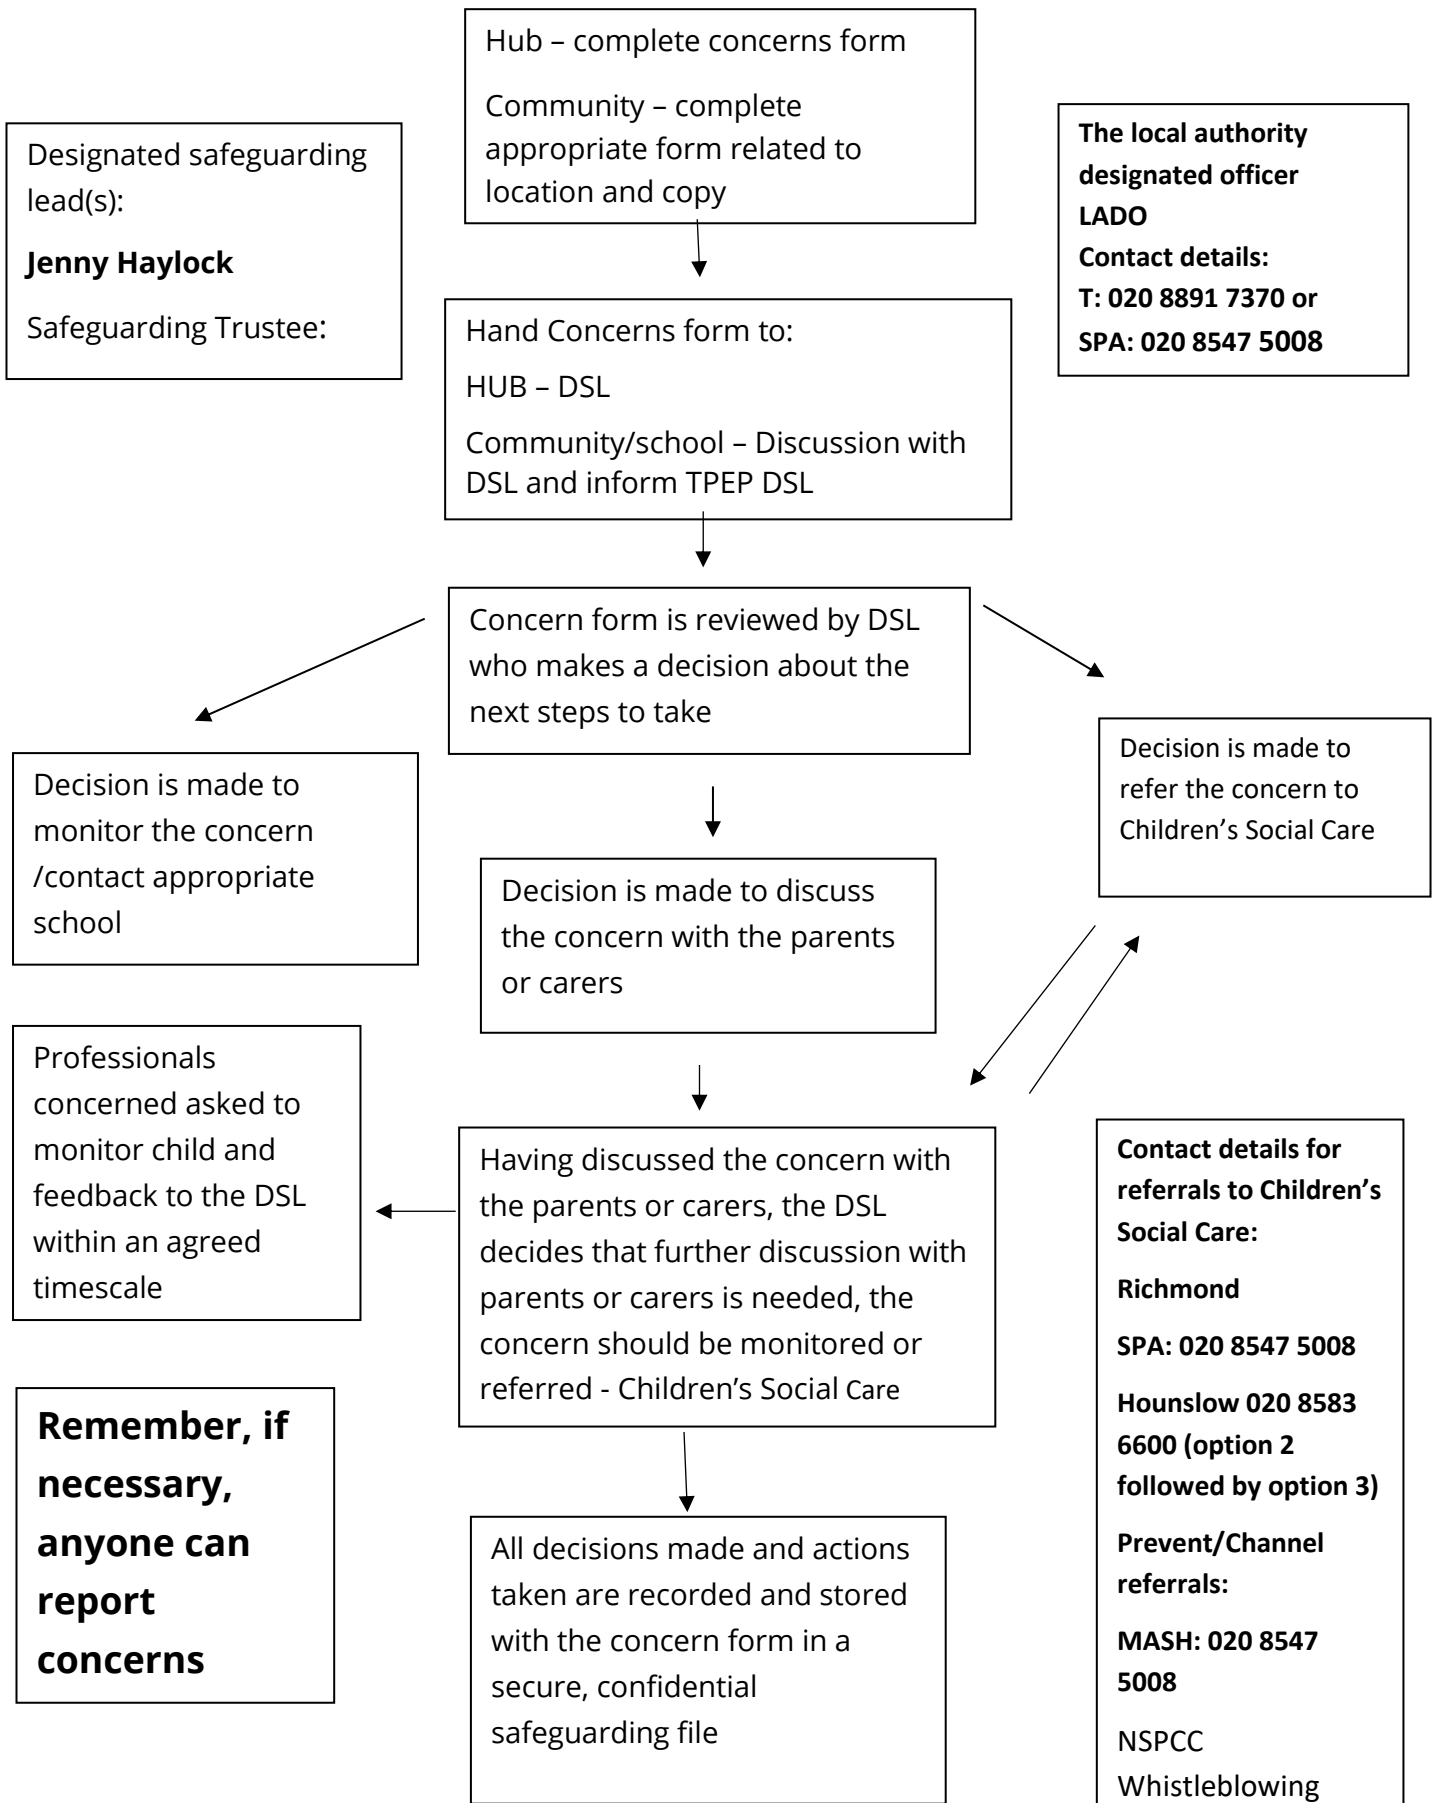 Hub – complete concerns form
Community – complete
appropriate form related to
location and copy
Designated safeguarding
lead(s):
Jenny Haylock
Safeguarding Trustee:
The local authority
designated officer
LADO
Contact details:
T: 020 8891 7370 or
SPA: 020 8547 5008
Hand Concerns form to:
HUB – DSL
Community/school – Discussion with
DSL and inform TPEP DSL
Concern form is reviewed by DSL
who makes a decision about the
next steps to take
Decision is made to
monitor the concern
/contact appropriate
school
Decision is made to discuss
the concern with the parents
or carers
Decision is made to
refer the concern to
Children’s Social Care
Professionals
concerned asked to
monitor child and
feedback to the DSL
within an agreed
timescale
Having discussed the concern with
the parents or carers, the DSL
decides that further discussion with
parents or carers is needed, the
concern should be monitored or
referred - Children’s Social Care
Contact details for
referrals to Children’s
Social Care:
Richmond
SPA: 020 8547 5008
Hounslow 020 8583
6600 (option 2
followed by option 3)
Prevent/Channel
referrals:
MASH: 020 8547
5008
NSPCC
Whistleblowing
Remember, if
necessary,
anyone can
report
concerns
All decisions made and actions
taken are recorded and stored
with the concern form in a
secure, confidential
safeguarding file